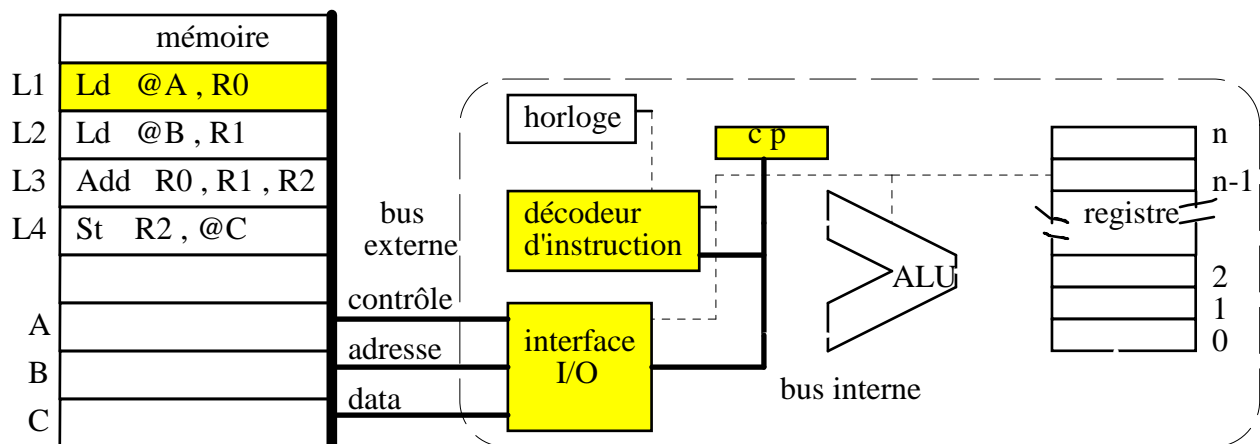 mémoire
L1 Ld @A , R0
L2 Ld @B , R1
L3 Add R0 , R1 , R2
L4 St R2 , @C
A
B
C
bus
externe
contrôle
adresse
data
horloge
c p
décodeur
d'instruction
interface
I/O
ALU
bus interne
registre
n
n-1
2
1
0